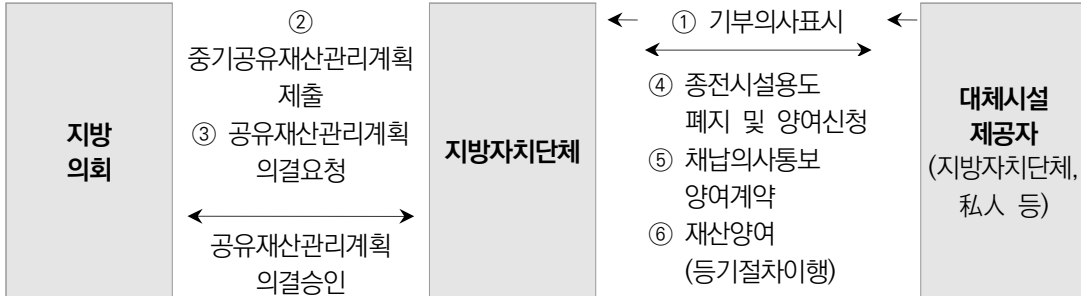 지방
의회
②
중기공유재산관리계획
제출
③ 공유재산관리계획
의결요청
공유재산관리계획
의결승인
지방자치단체
① 기부의사표시
④ 종전시설용도
폐지 및 양여신청
⑤ 채납의사통보
양여계약
⑥ 재산양여
(등기절차이행)
대체시설
제공자
(지방자치단체,
私人 등)